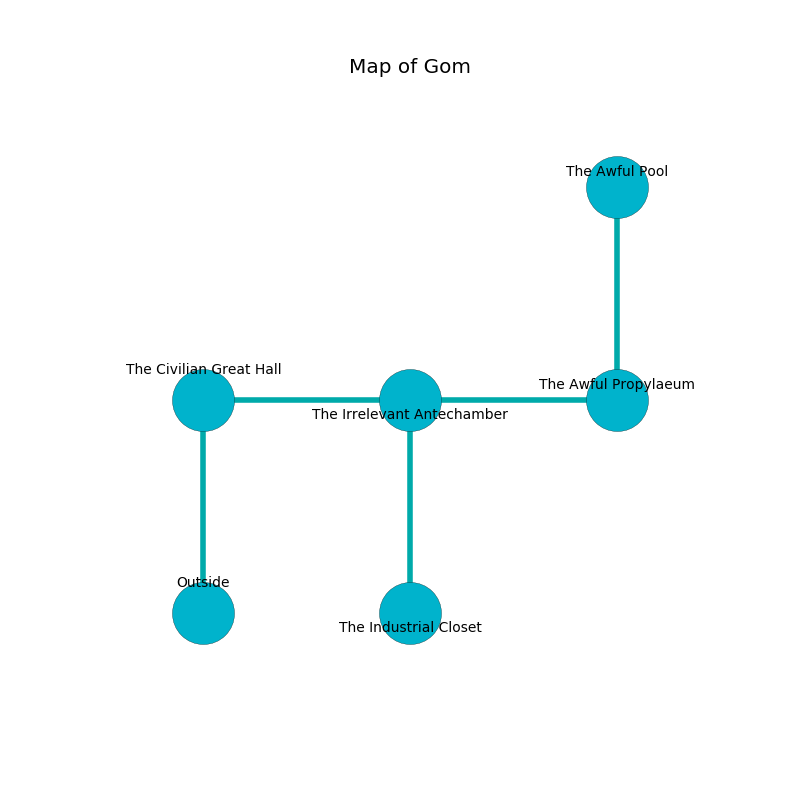 Map of Gom
The Awful Pool
The Civilian Great Hall
The Awful Propylaeum
The Irrelevant Antechamber
Outside
The Industrial Closet